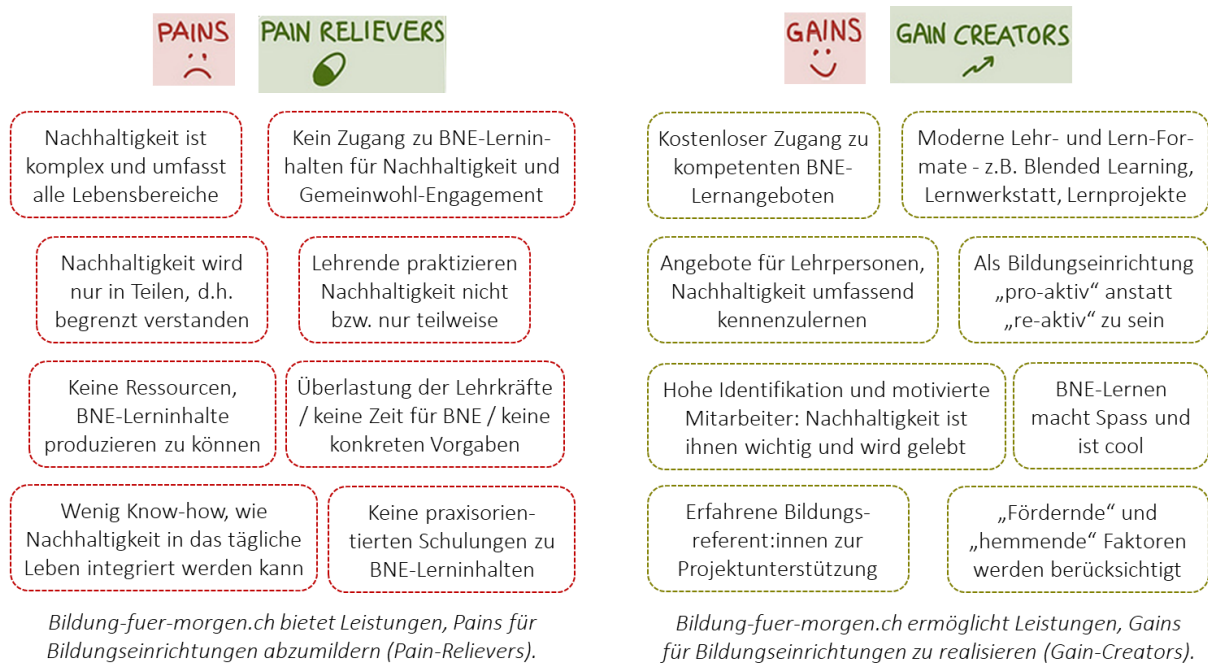 PAINS
PAIN RELIEVERS
GAINS
GAIN CREATORS
Nachhaltigkeit ist
komplex und umfasst
alle Lebensbereiche
Kein Zugang zu BNE-Lernin-
halten für Nachhaltigkeit und
Gemeinwohl-Engagement
Nachhaltigkeit wird
nur in Teilen, d.h.
begrenzt verstanden
Lehrende praktizieren
Nachhaltigkeit nicht
bzw. nur teilweise
Keine Ressourcen,
BNE-Lerninhalte
produzieren zu können
Überlastung der Lehrkräfte
/ keine Zeit für BNE / keine
konkreten Vorgaben
Wenig Know-how, wie
Nachhaltigkeit in das tägliche
Leben integriert werden kann
Keine praxisorien-
tierten Schulungen zu
BNE-Lerninhalten
Bildung-fuer-morgen.ch bietet Leistungen, Pains für
Bildungseinrichtungen abzumildern (Pain-Relievers).
Kostenloser Zugang zu
kompetenten BNE-
Lernangeboten
Moderne Lehr- und Lern-For-
mate - z.B. Blended Learning,
Lernwerkstatt, Lernprojekte
Angebote für Lehrpersonen,
Nachhaltigkeit umfassend
kennenzulernen
Als Bildungseinrichtung
„pro-aktiv“ anstatt
„re-aktiv“ zu sein
Hohe Identifikation und motivierte
Mitarbeiter: Nachhaltigkeit ist
ihnen wichtig und wird gelebt
BNE-Lernen
macht Spass und
ist cool
Erfahrene Bildungs-
referent:innen zur
Projektunterstützung
„Fördernde“ und
„hemmende“ Faktoren
werden berücksichtigt
Bildung-fuer-morgen.ch ermöglicht Leistungen, Gains
für Bildungseinrichtungen zu realisieren (Gain-Creators).